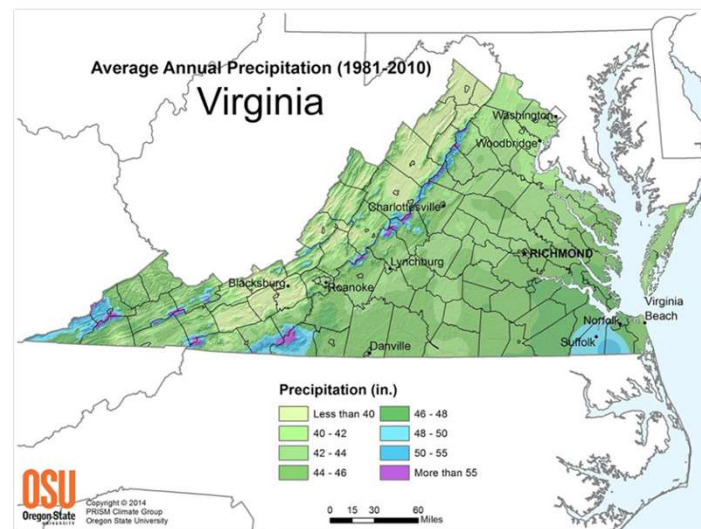 Average Annual Precipitation (1981-2010)
Virginia
Washington
Woodbridge
Charlottesville
RICHMOND
Lynchburg
Blacksburg
Roanoke
Virginia
Beach
Norfolk
Suffolk
Danville
Precipitation (in.)
Less than 40
40 - 42
42 - 44
44 - 46
46 - 48
48 - 50
50 - 55
More than 55
OSU
Oregon State
UNIVERSITY
Copyright © 2014
PRISM Climate Group
Oregon State University
0 15 30 60
Miles